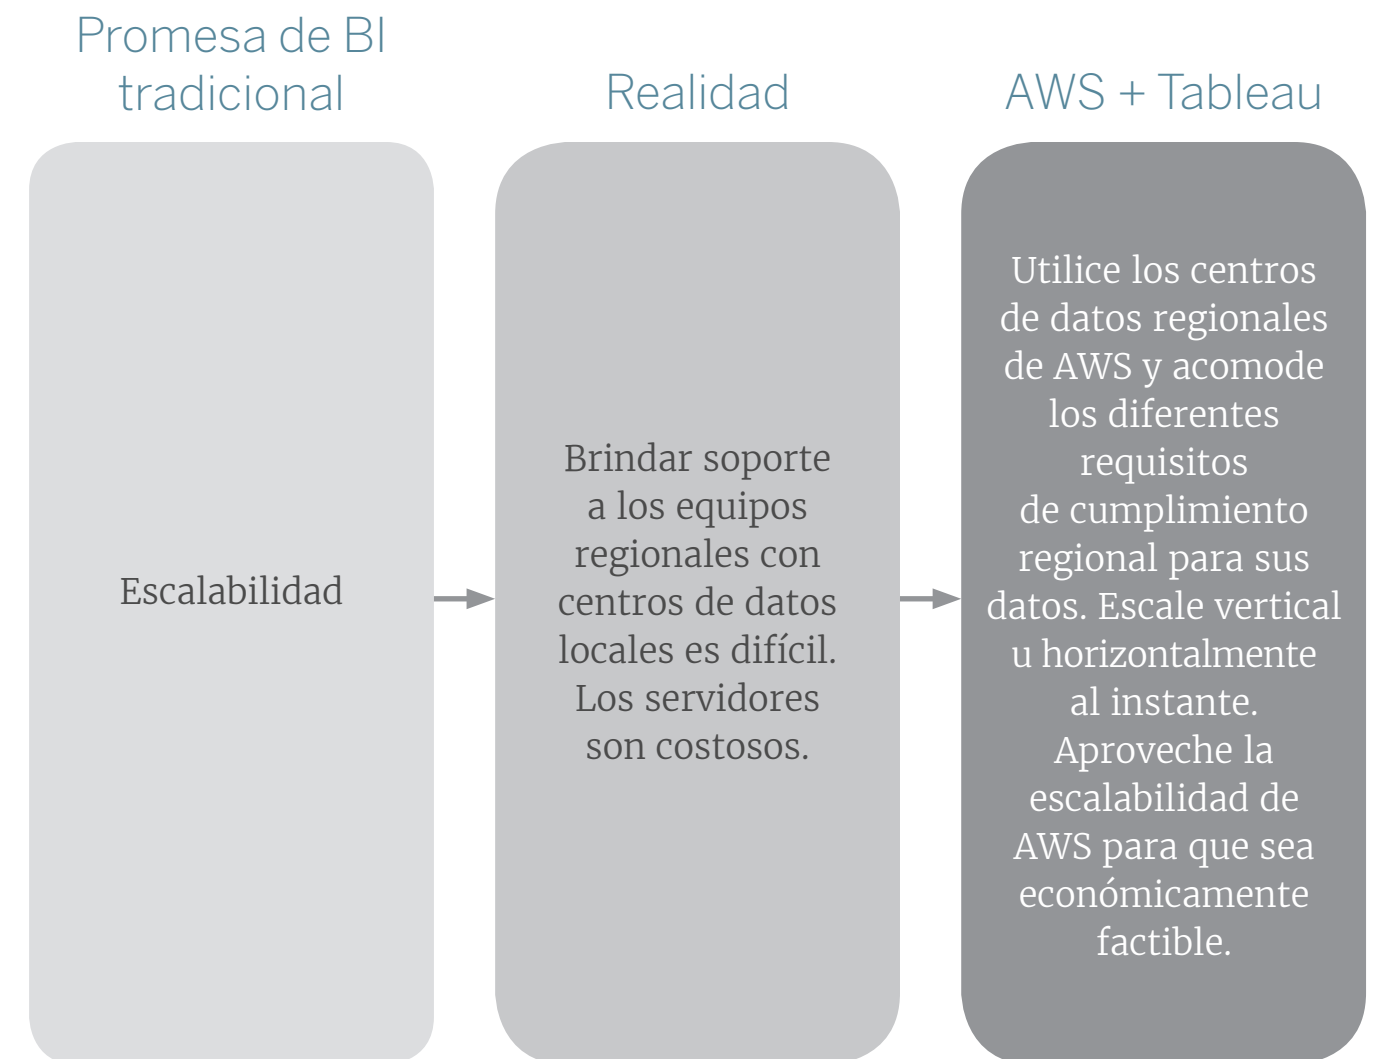 Promesa de BI
tradicional
Realidad
AWS + Tableau
Escalabilidad
Brindar soporte
a los equipos
regionales con
centros de datos
locales es difícil.
Los servidores
son costosos.
Utilice los centros
de datos regionales
de AWS y acomode
los diferentes
requisitos
de cumplimiento
regional para sus
datos. Escale vertical
u horizontalmente
al instante.
Aproveche la
escalabilidad de
AWS para que sea
económicamente
factible.